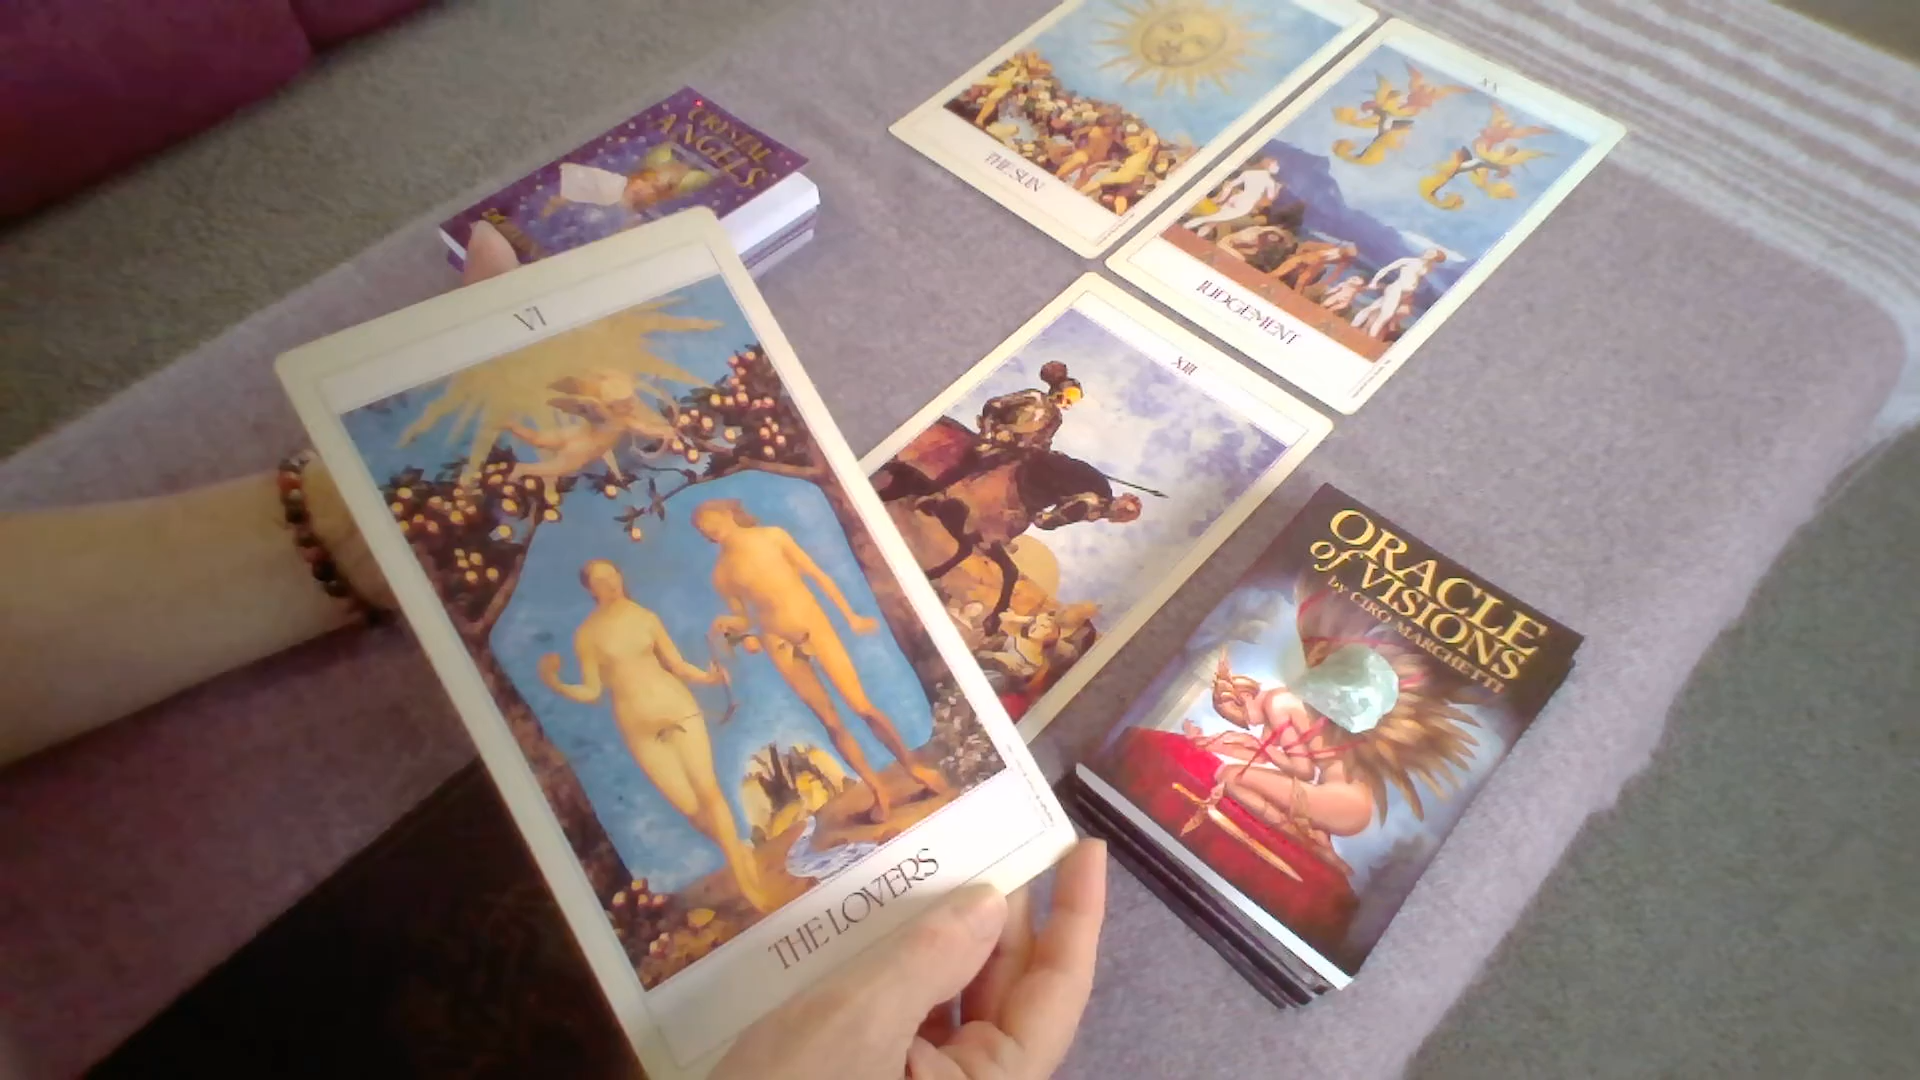 THE SUN
XX
JUDGEMENT
CRYSTAL
ANGELS
VI
THE LOVERS
XIII
ORACLE
of VISIONS
by CIRO MARCHETTI